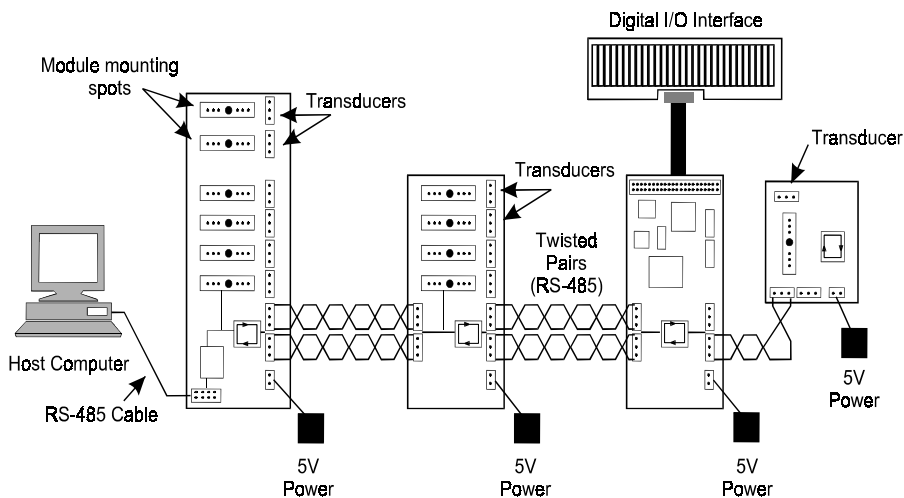 Digital I/O Interface
Module mounting
spots
Transducers
Transducer
Transducers
Twisted
Pairs
(RS-485)
Host Computer
RS-485 Cable
5V
Power
5V
Power
5V
Power
5V
Power